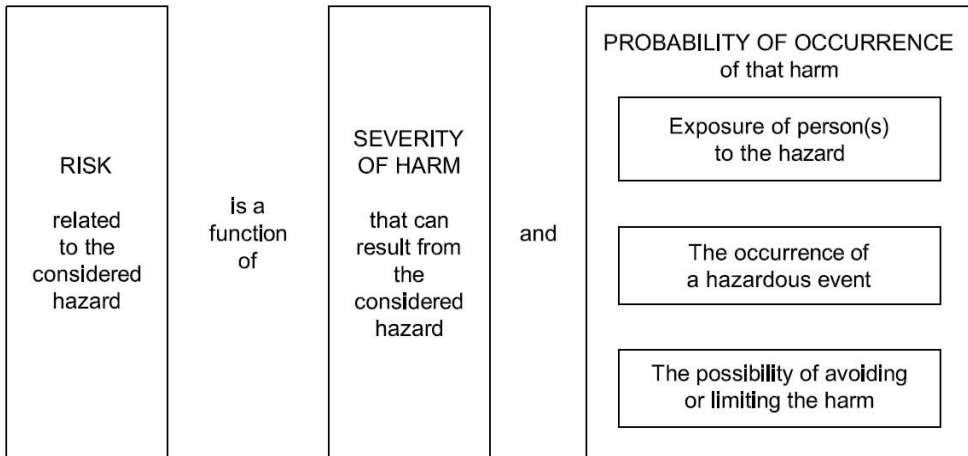 RISK
related
to the
considered
hazard
is a
function
of
SEVERITY
OF HARM
that can
result from
the
considered
hazard
and
PROBABILITY OF OCCURRENCE
of that harm
Exposure of person(s)
to the hazard
The occurrence of
a hazardous event
The possibility of avoiding
or limiting the harm